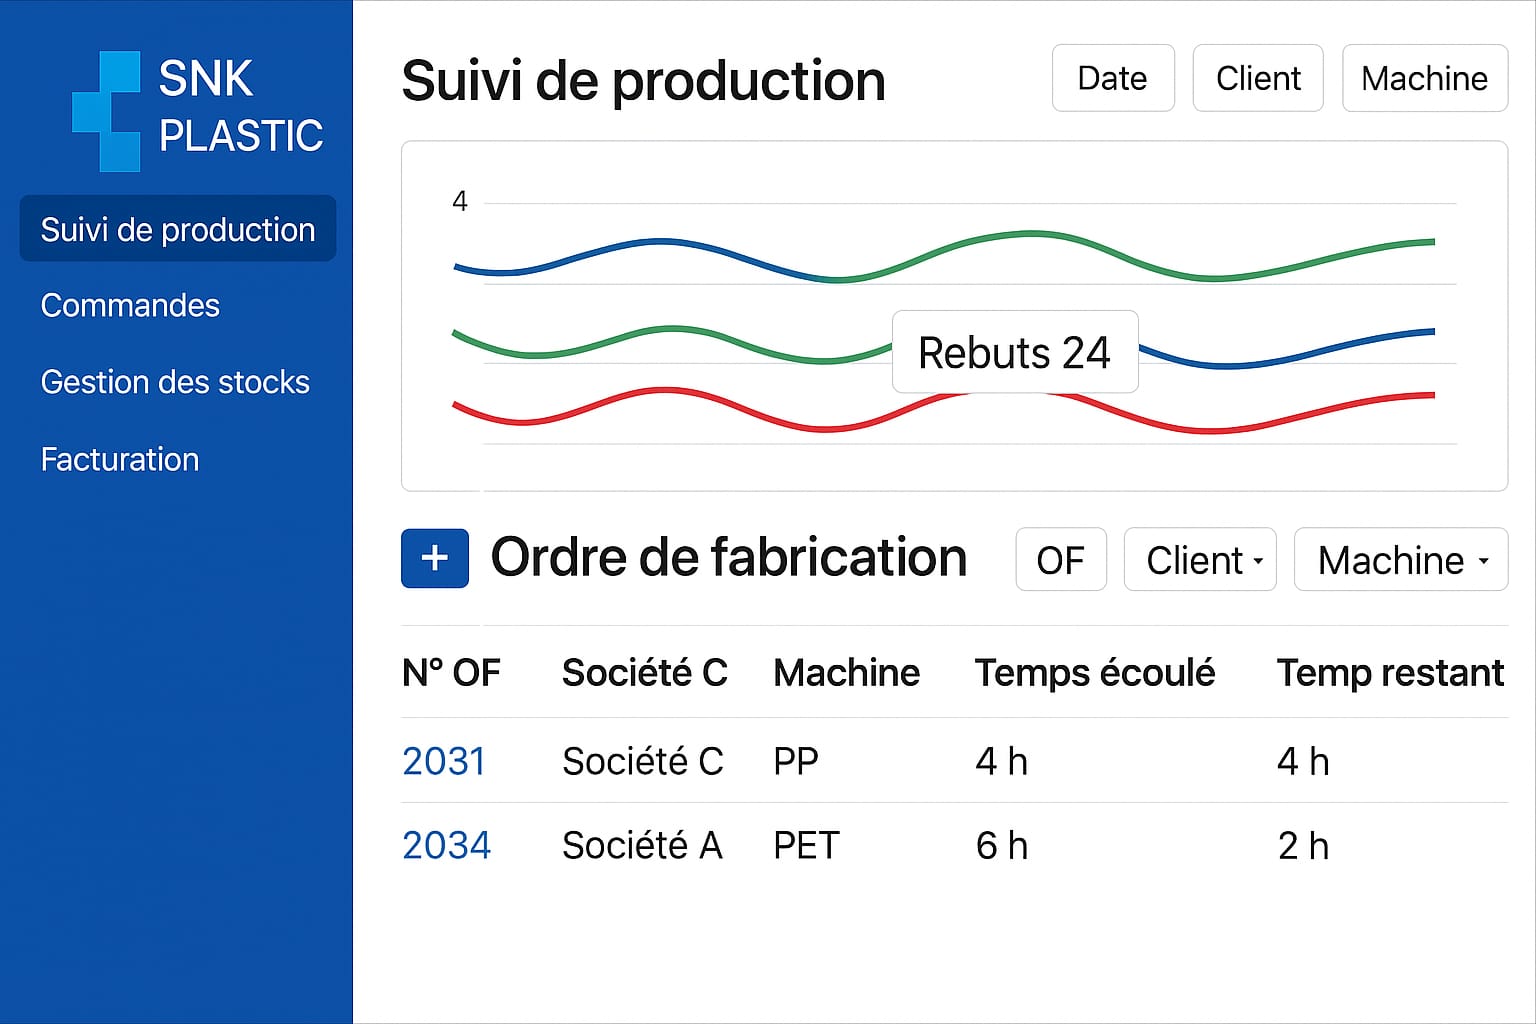 SNK
PLASTIC
Suivi de production
Commandes
Gestion des stocks
Facturation
Suivi de production
Date
Client
Machine
4
Rebuts 24
+ Ordre de fabrication
OF
Client
Machine
N° OF Société C Machine Temps écoulé Temp restant
2031 Société C PP 4 h 4 h
2034 Société A PET 6 h 2 h